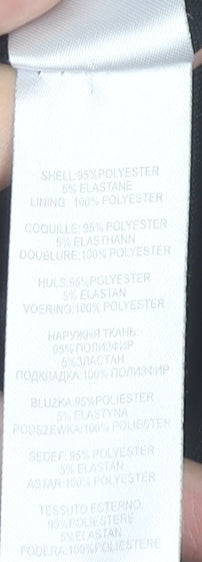 SHELL:95%POLYESTER
5% ELASTANE
LINING: 100% POLYESTER
COQUILLE: 95% POLYESTER
5% ELASTHANN
DOUBLURE:100% POLYESTER
HULS:95%POLYESTER
5% ELASTAN
VOERING:100% POLYESTER
НАРУЖНЯ ТКАНЬ:
95% ПОЛИЭФИР
5%ЭЛАСТАН
ПОДКЛАДКА:100% ПОЛИЭФИР
BLUZKA:95%POLIESTER
5% ELASTYNA
PODSZEWKA:100% POLIESTER
SEDEF: 95% POLYESTER
5% ELASTAN
ASTAR:100% POLYESTER
TESSUTO ESTERNO:
95%POLIESTERE
5%ELASTAN
FODERA:100%POLIESTERE